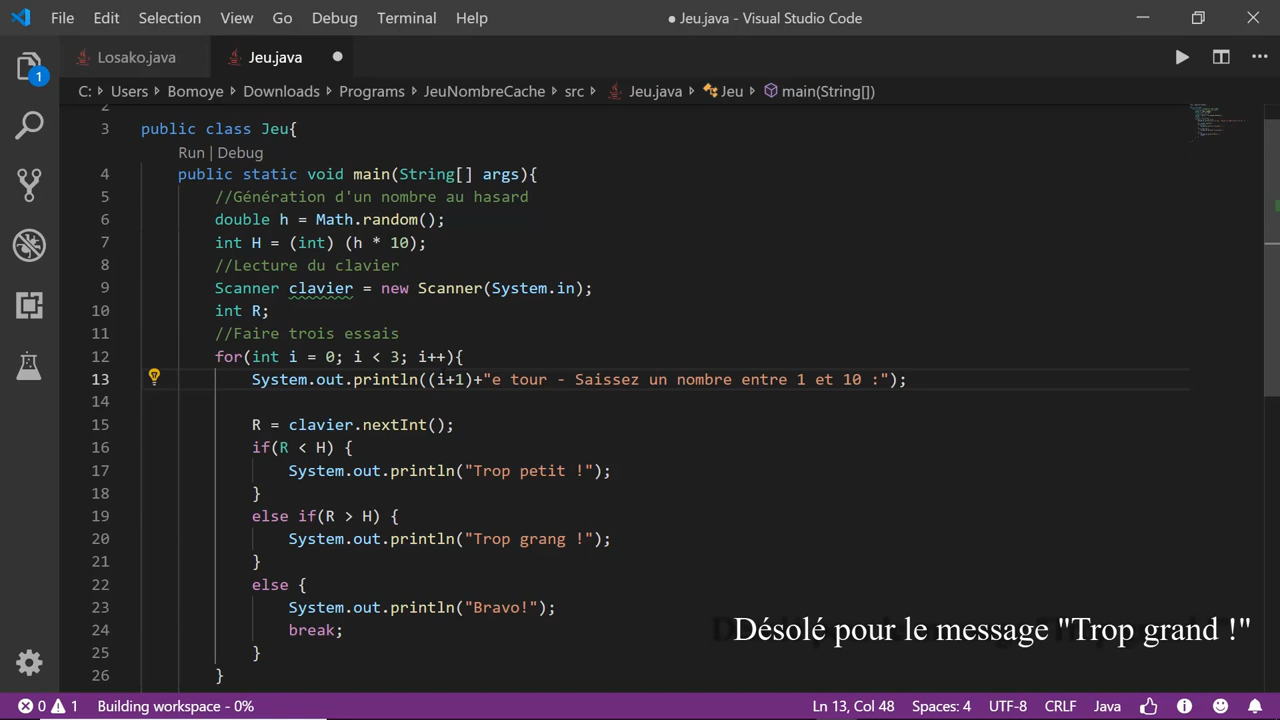 File Edit Selection View Go Debug Terminal Help ● Jeu.java - Visual Studio Code
Losako.java Jeu.java
1
C: > Users > Bomoye > Downloads > Programs > JeuNombreCache > src > Jeu.java > Jeu > main(String[])
2
3 public class Jeu{
Run | Debug
4 public static void main(String[] args){
5 //Génération d'un nombre au hasard
6 double h = Math.random();
7 int H = (int) (h * 10);
8 //Lecture du clavier
9 Scanner clavier = new Scanner(System.in);
10 int R;
11 //Faire trois essais
12 for(int i = 0; i < 3; i++){
13 System.out.println((i+1)+"e tour - Saissez un nombre entre 1 et 10 :");
14
15 R = clavier.nextInt();
16 if(R < H) {
17 System.out.println("Trop petit !");
18 }
19 else if(R > H) {
20 System.out.println("Trop grang !");
21 }
22 else {
23 System.out.println("Bravo!");
24 break;
25 }
26 }
Désolé pour le message "Trop grand !"
0 1 Building workspace - 0% Ln 13, Col 48 Spaces: 4 UTF-8 CRLF Java